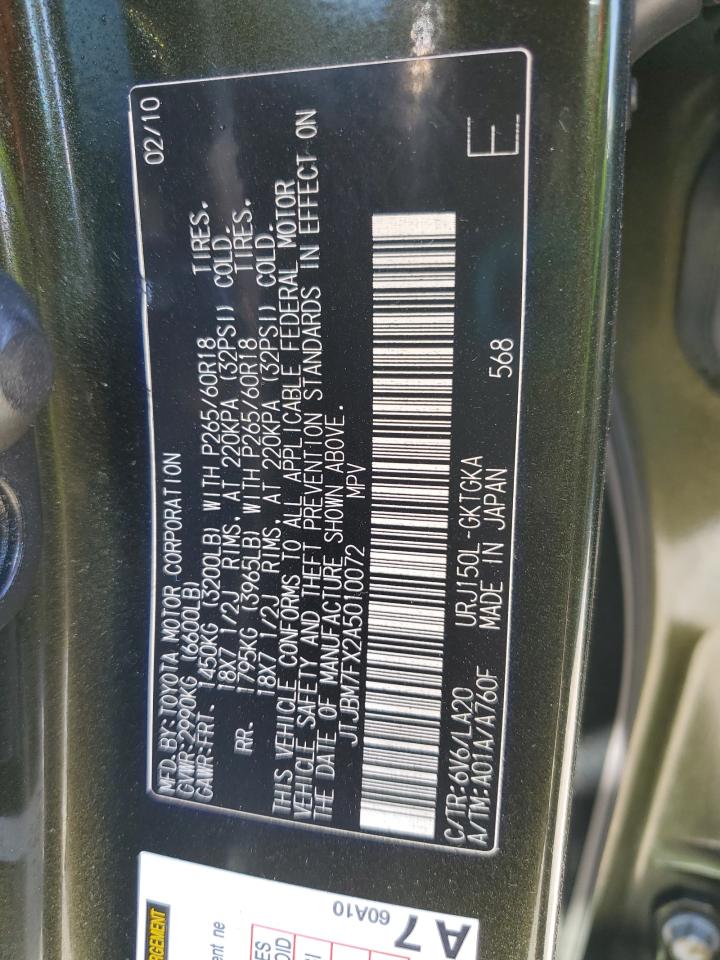 MFD. BY: TOYOTA MOTOR CORPORATION 02/10
GVWR: 2990KG (6600LB)
GAWR: FRT. 1450KG (3200LB) WITH P265/60R18 TIRES.
18X7 1/2J RIMS, AT 220KPA (32PSI) COLD.
RR. 1795KG (3965LB) WITH P265/60R18 TIRES.
18X7 1/2J RIMS, AT 220KPA (32PSI) COLD.
THIS VEHICLE CONFORMS TO ALL APPLICABLE FEDERAL MOTOR
VEHICLE SAFETY AND THEFT PREVENTION STANDARDS IN EFFECT ON
THE DATE OF MANUFACTURE SHOWN ABOVE.
JTJBM7FX2A5010072 MPV
C/TR: 6V6/LA20 URJ150L-GKTGKA
A/TM: A01A/A760F MADE IN JAPAN 568
E
A7
60A10